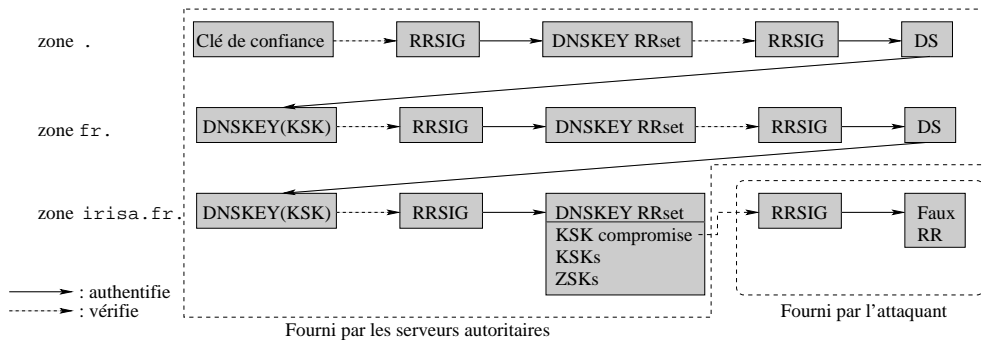 zone . Clé de confiance RRSIG DNSKEY RRset RRSIG DS
zone fr. DNSKEY(KSK) RRSIG DNSKEY RRset RRSIG DS
zone irisa.fr. DNSKEY(KSK) RRSIG DNSKEY RRset RRSIG Faux
KSK compromise RR
KSKs
ZSKs
: authentifie
: vérifie
Fourni par les serveurs autoritaires
Fourni par l'attaquant